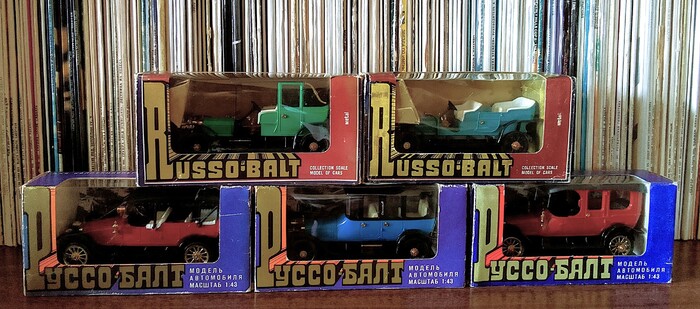 RUSSO-BALT
металл
COLLECTION SCALE
MODEL OF CARS
RUSSO-BALT
COLLECTION SCALE
MODEL OF CARS
РУССО-БАЛТ
МОДЕЛЬ
АВТОМОБИЛЯ
МАСШТАБ 1:43
РУССО-БАЛТ
МОДЕЛЬ
АВТОМОБИЛЯ
МАСШТАБ 1:43
РУССО-БАЛТ
МОДЕЛЬ
АВТОМОБИЛЯ
МАСШТАБ 1:43